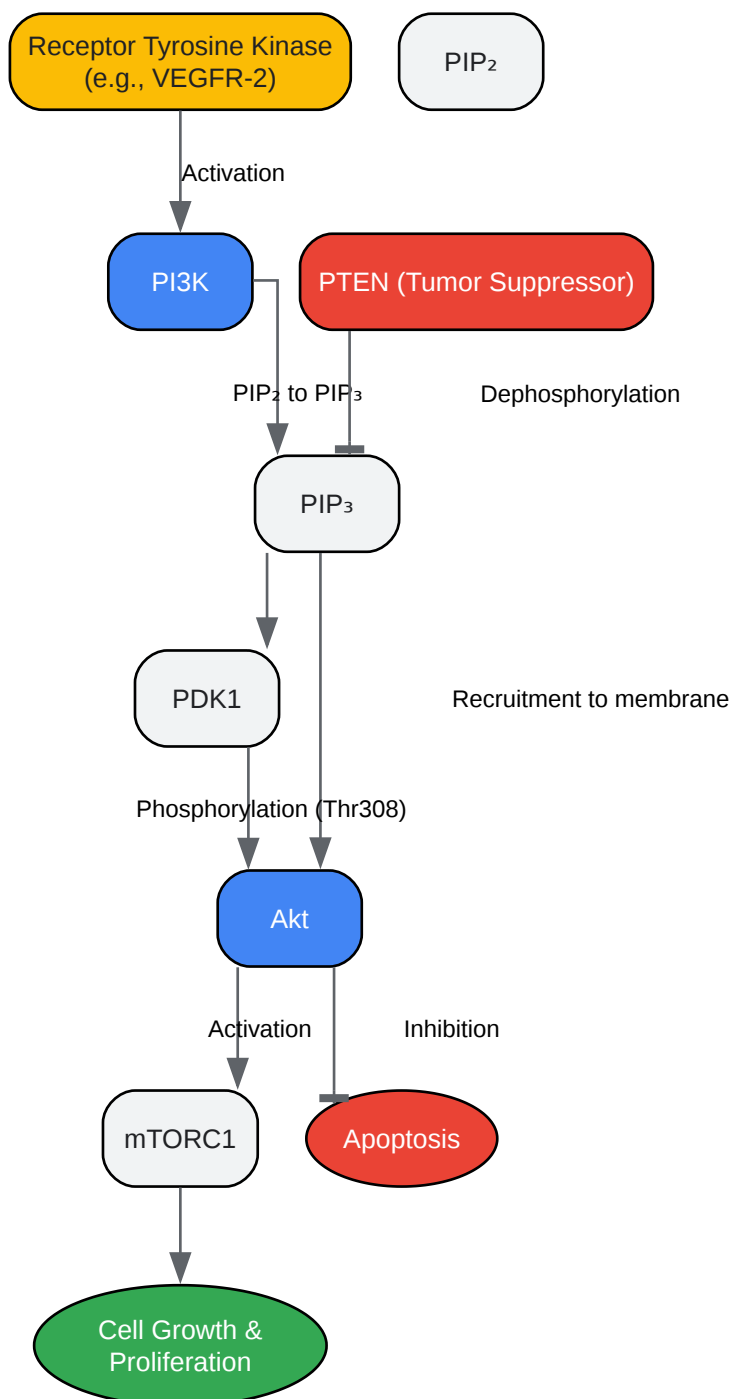 Receptor Tyrosine Kinase
(e.g., VEGFR-2)
PIP₂
Activation
PI3K
PTEN (Tumor Suppressor)
PIP₂ to PIP₃
Dephosphorylation
PIP₃
PDK1
Recruitment to membrane
Phosphorylation (Thr308)
Akt
Activation
Inhibition
mTORC1
Apoptosis
Cell Growth &
Proliferation